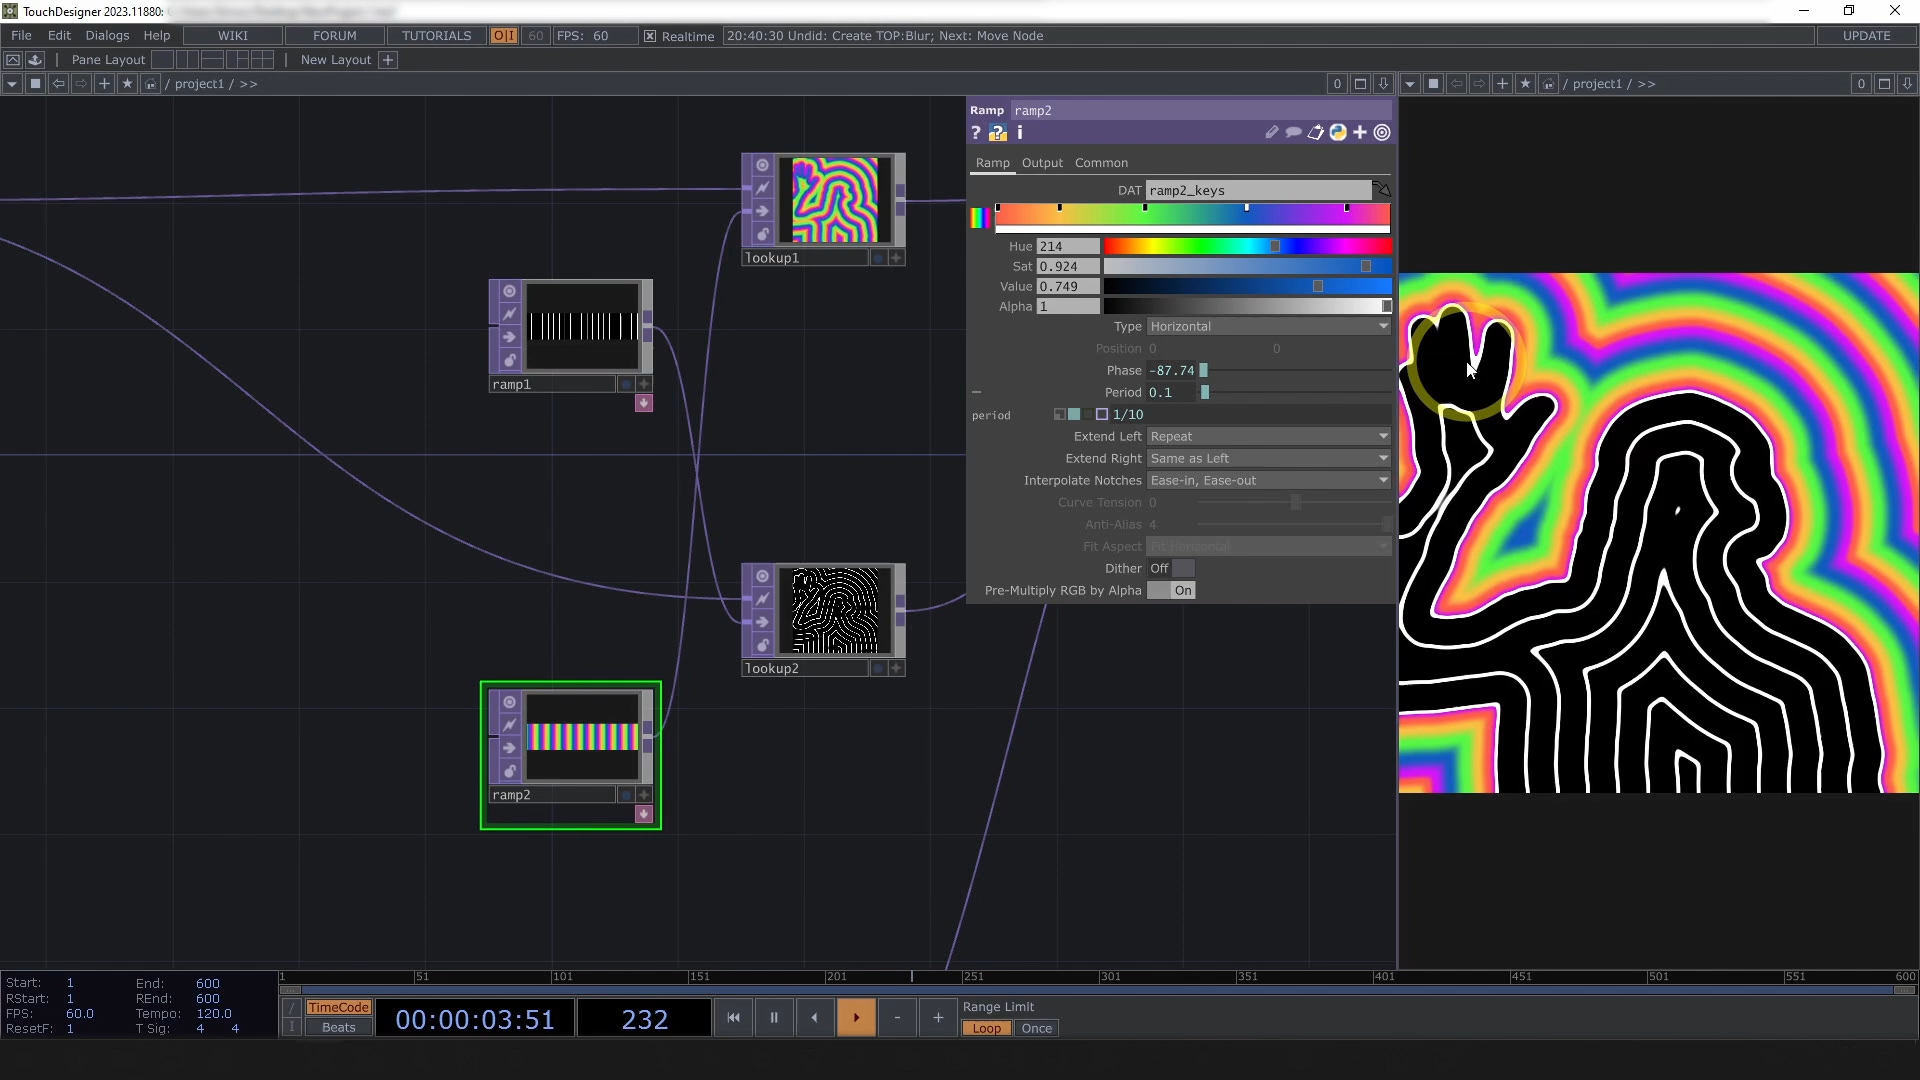 TouchDesigner 2023.11880:
File Edit Dialogs Help WIKI FORUM TUTORIALS O|I 60 FPS: 60 Realtime 20:40:30 Undid: Create TOP:Blur; Next: Move Node UPDATE
Pane Layout New Layout +
/ project1 / >> 0 / project1 / >> 0
Ramp ramp2
? ? i
Ramp Output Common
DAT ramp2_keys
Hue 214
Sat 0.924
Value 0.749
Alpha 1
Type Horizontal
Position 0 0
Phase -87.74
Period 0.1
period 1/10
Extend Left Repeat
Extend Right Same as Left
Interpolate Notches Ease-in, Ease-out
Curve Tension 0
Anti-Alias 4
Fit Aspect Fit Horizontal
Dither Off
Pre-Multiply RGB by Alpha On
lookup1
ramp1
lookup2
ramp2
1 51 101 151 201 251 301 351 401 451 501 551 600
Start: 1 End: 600
RStart: 1 REnd: 600
FPS: 60.0 Tempo: 120.0
ResetF: 1 T Sig: 4 4
TimeCode
Beats
00:00:03:51
232
Range Limit
Loop Once